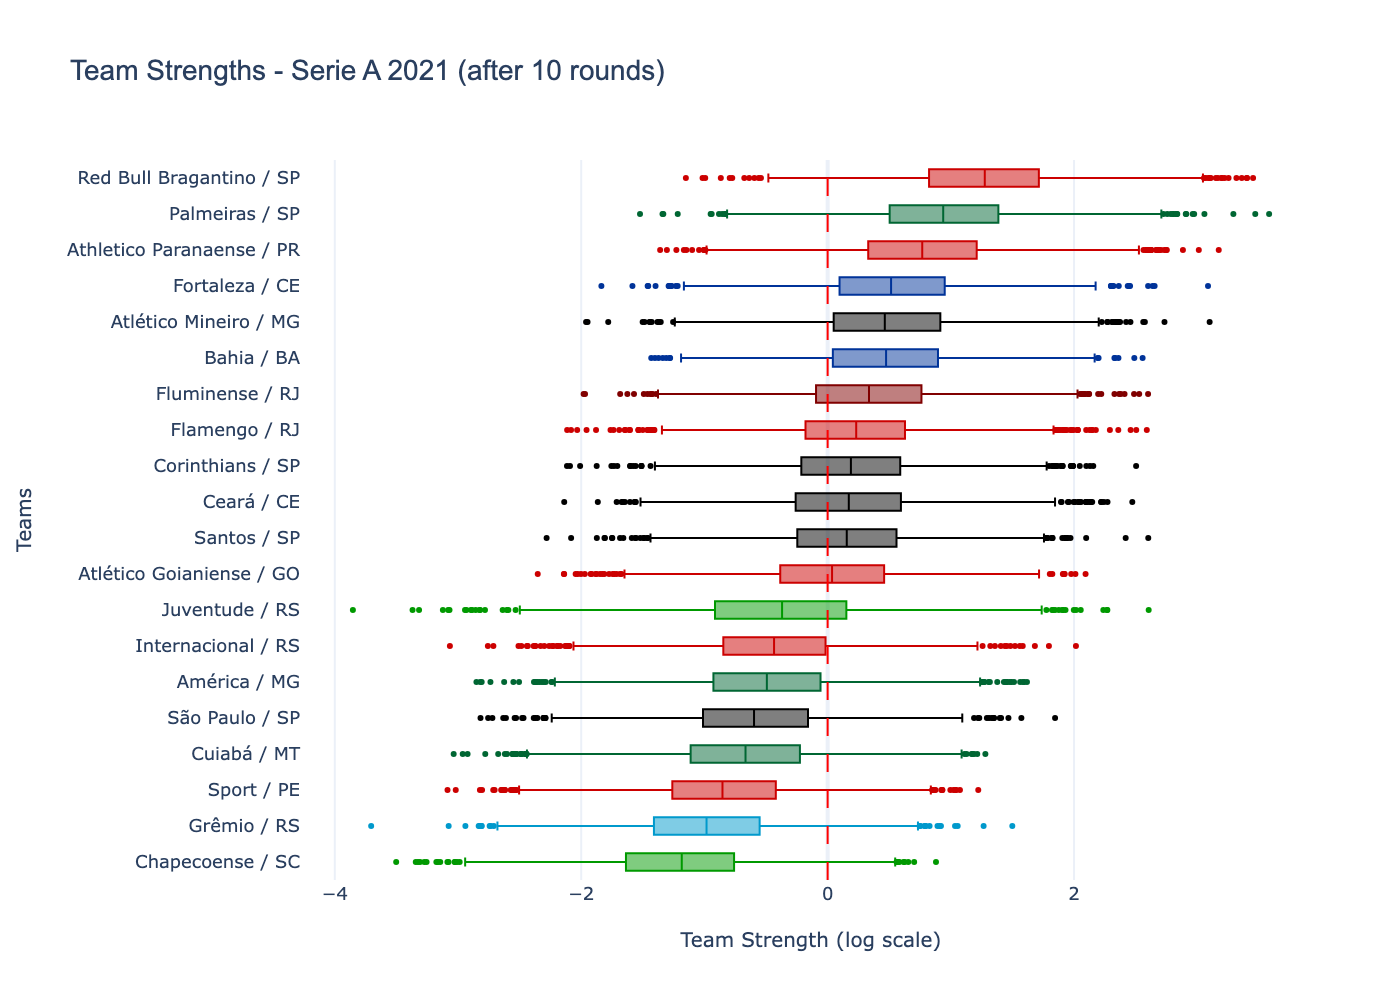 Team Strengths - Serie A 2021 (after 10 rounds)
Red Bull Bragantino / SP
Palmeiras / SP
Athletico Paranaense / PR
Fortaleza / CE
Atlético Mineiro / MG
Bahia / BA
Fluminense / RJ
Flamengo / RJ
Corinthians / SP
Ceará / CE
Santos / SP
Atlético Goianiense / GO
Juventude / RS
Internacional / RS
América / MG
São Paulo / SP
Cuiabá / MT
Sport / PE
Grêmio / RS
Chapecoense / SC
Teams
−4 −2 0 2
Team Strength (log scale)